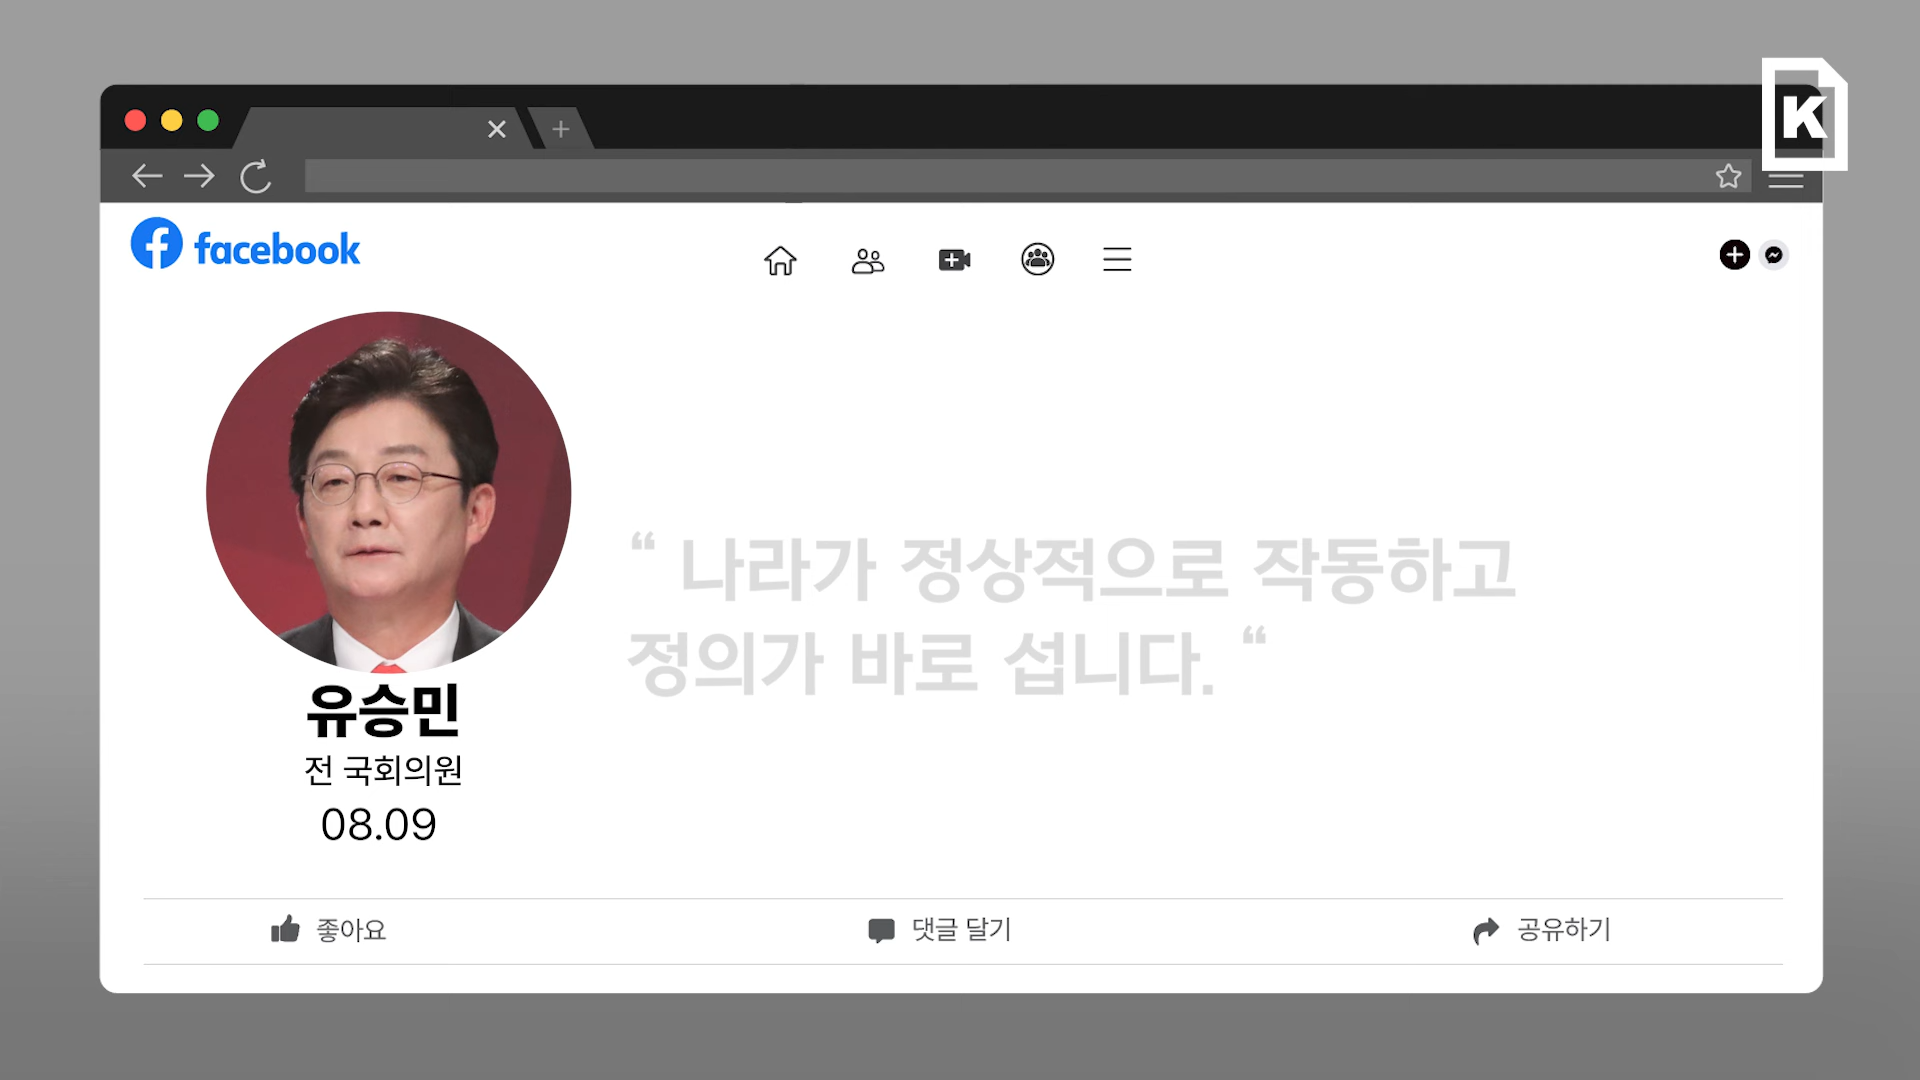 K
facebook
“ 나라가 정상적으로 작동하고
정의가 바로 섭니다. “
유승민
전 국회의원
08.09
좋아요
댓글 달기
공유하기